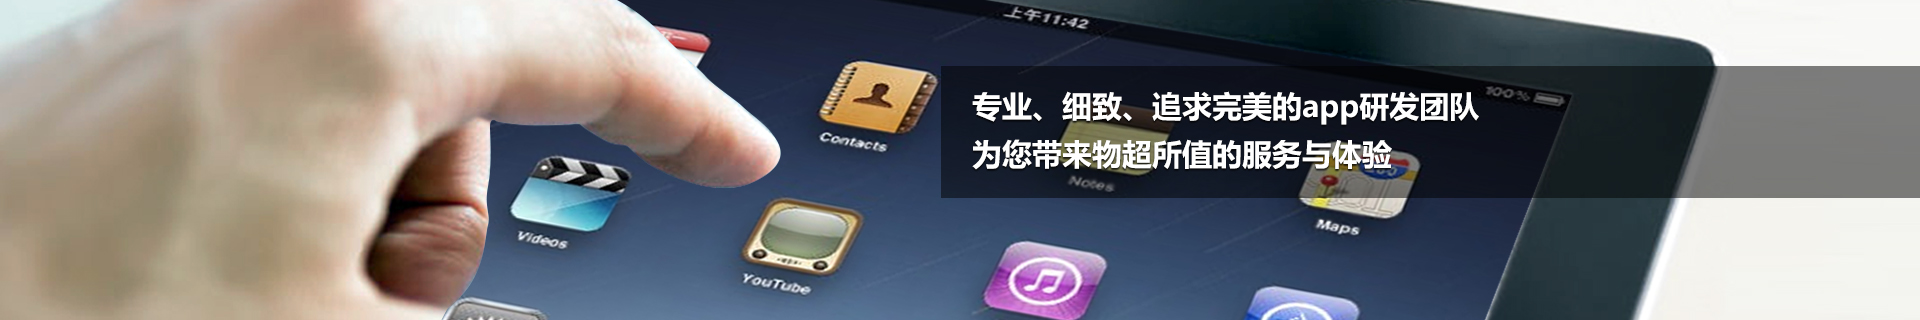 上午11:42
100%
专业、细致、追求完美的app研发团队
为您带来物超所值的服务与体验
Contacts
Notes
Maps
Videos
YouTube